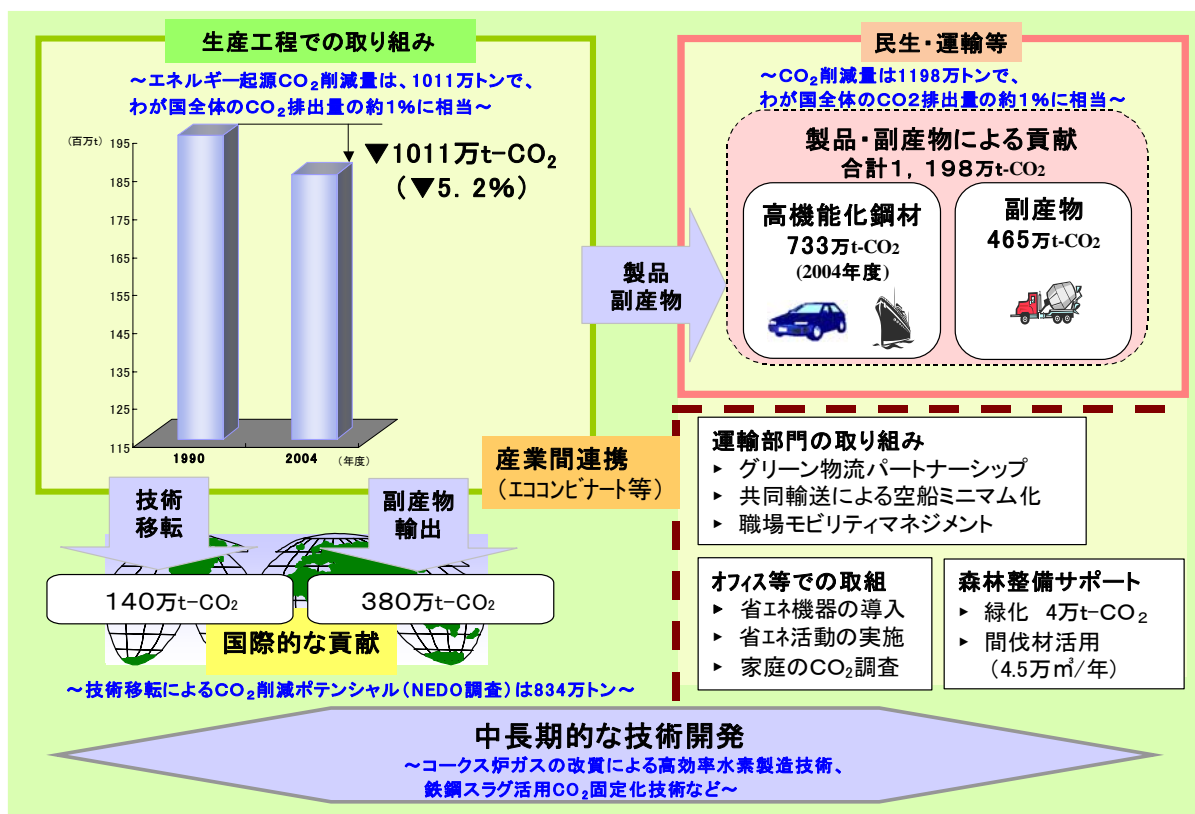 生産工程での取り組み
～エネルギー起源CO₂削減量は、1011万トンで、
わが国全体のCO₂排出量の約1％に相当～
（百万t）
195
185
175
165
155
145
135
125
115
▼1011万t-CO₂
（▼5．2％）
1990
2004
（年度）
製品
副産物
民生・運輸等
～CO₂削減量は1198万トンで、
わが国全体のCO2排出量の約1％に相当～
製品・副産物による貢献
合計1，198万t-CO₂
高機能化鋼材
733万t-CO₂
(2004年度)
副産物
465万t-CO₂
産業間連携
（エココンビナート等）
運輸部門の取り組み
▸ グリーン物流パートナーシップ
▸ 共同輸送による空船ミニマム化
▸ 職場モビリティマネジメント
オフィス等での取組
▸ 省エネ機器の導入
▸ 省エネ活動の実施
▸ 家庭のCO₂調査
森林整備サポート
▸ 緑化 4万t-CO₂
▸ 間伐材活用
（4.5万㎥/年）
技術
移転
副産物
輸出
140万t-CO₂
380万t-CO₂
国際的な貢献
～技術移転によるCO₂削減ポテンシャル（NEDO調査）は834万トン～
中長期的な技術開発
～コークス炉ガスの改質による高効率水素製造技術、
鉄鋼スラグ活用CO₂固定化技術など～